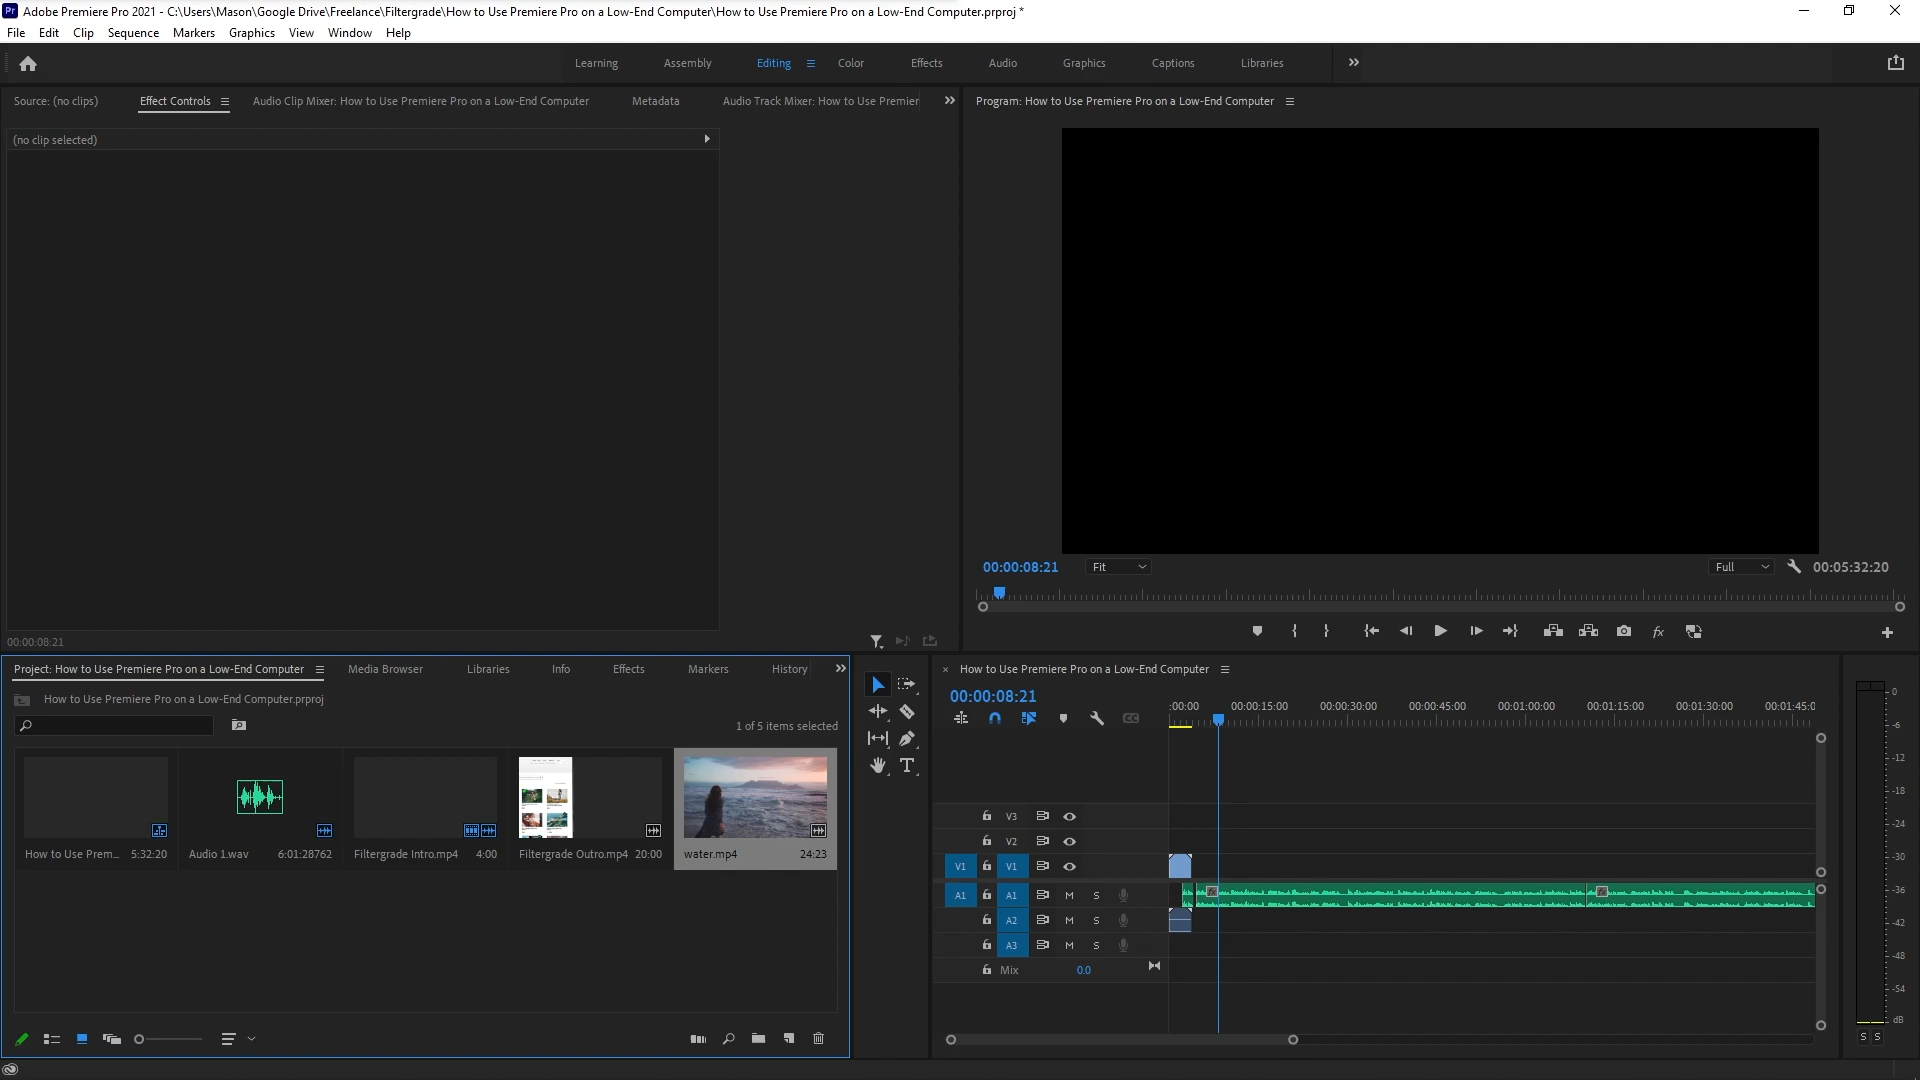 Pr Adobe Premiere Pro 2021 - C:\Users\Mason\Google Drive\Freelance\Filtergrade\How to Use Premiere Pro on a Low-End Computer\How to Use Premiere Pro on a Low-End Computer.prproj *
File Edit Clip Sequence Markers Graphics View Window Help
Learning Assembly Editing Color Effects Audio Graphics Captions Libraries
Source: (no clips) Effect Controls Audio Clip Mixer: How to Use Premiere Pro on a Low-End Computer Metadata Audio Track Mixer: How to Use Premier
(no clip selected)
00:00:08:21
Program: How to Use Premiere Pro on a Low-End Computer
00:00:08:21 Fit Full 00:05:32:20
fx
Project: How to Use Premiere Pro on a Low-End Computer Media Browser Libraries Info Effects Markers History
How to Use Premiere Pro on a Low-End Computer.prproj
1 of 5 items selected
How to Use Prem... 5:32:20 Audio 1.wav 6:01:28762 Filtergrade Intro.mp4 4:00 Filtergrade Outro.mp4 20:00 water.mp4 24:23
T
× How to Use Premiere Pro on a Low-End Computer
00:00:08:21
:00:00 00:00:15:00 00:00:30:00 00:00:45:00 00:01:00:00 00:01:15:00 00:01:30:00 00:01:45:0
CC
V3
V2
V1 V1
A1 A1 M S fx fx
A2 M S
A3 M S
Mix 0.0
0
-6
-12
-18
-24
-30
-36
-42
-48
-54
dB
S S